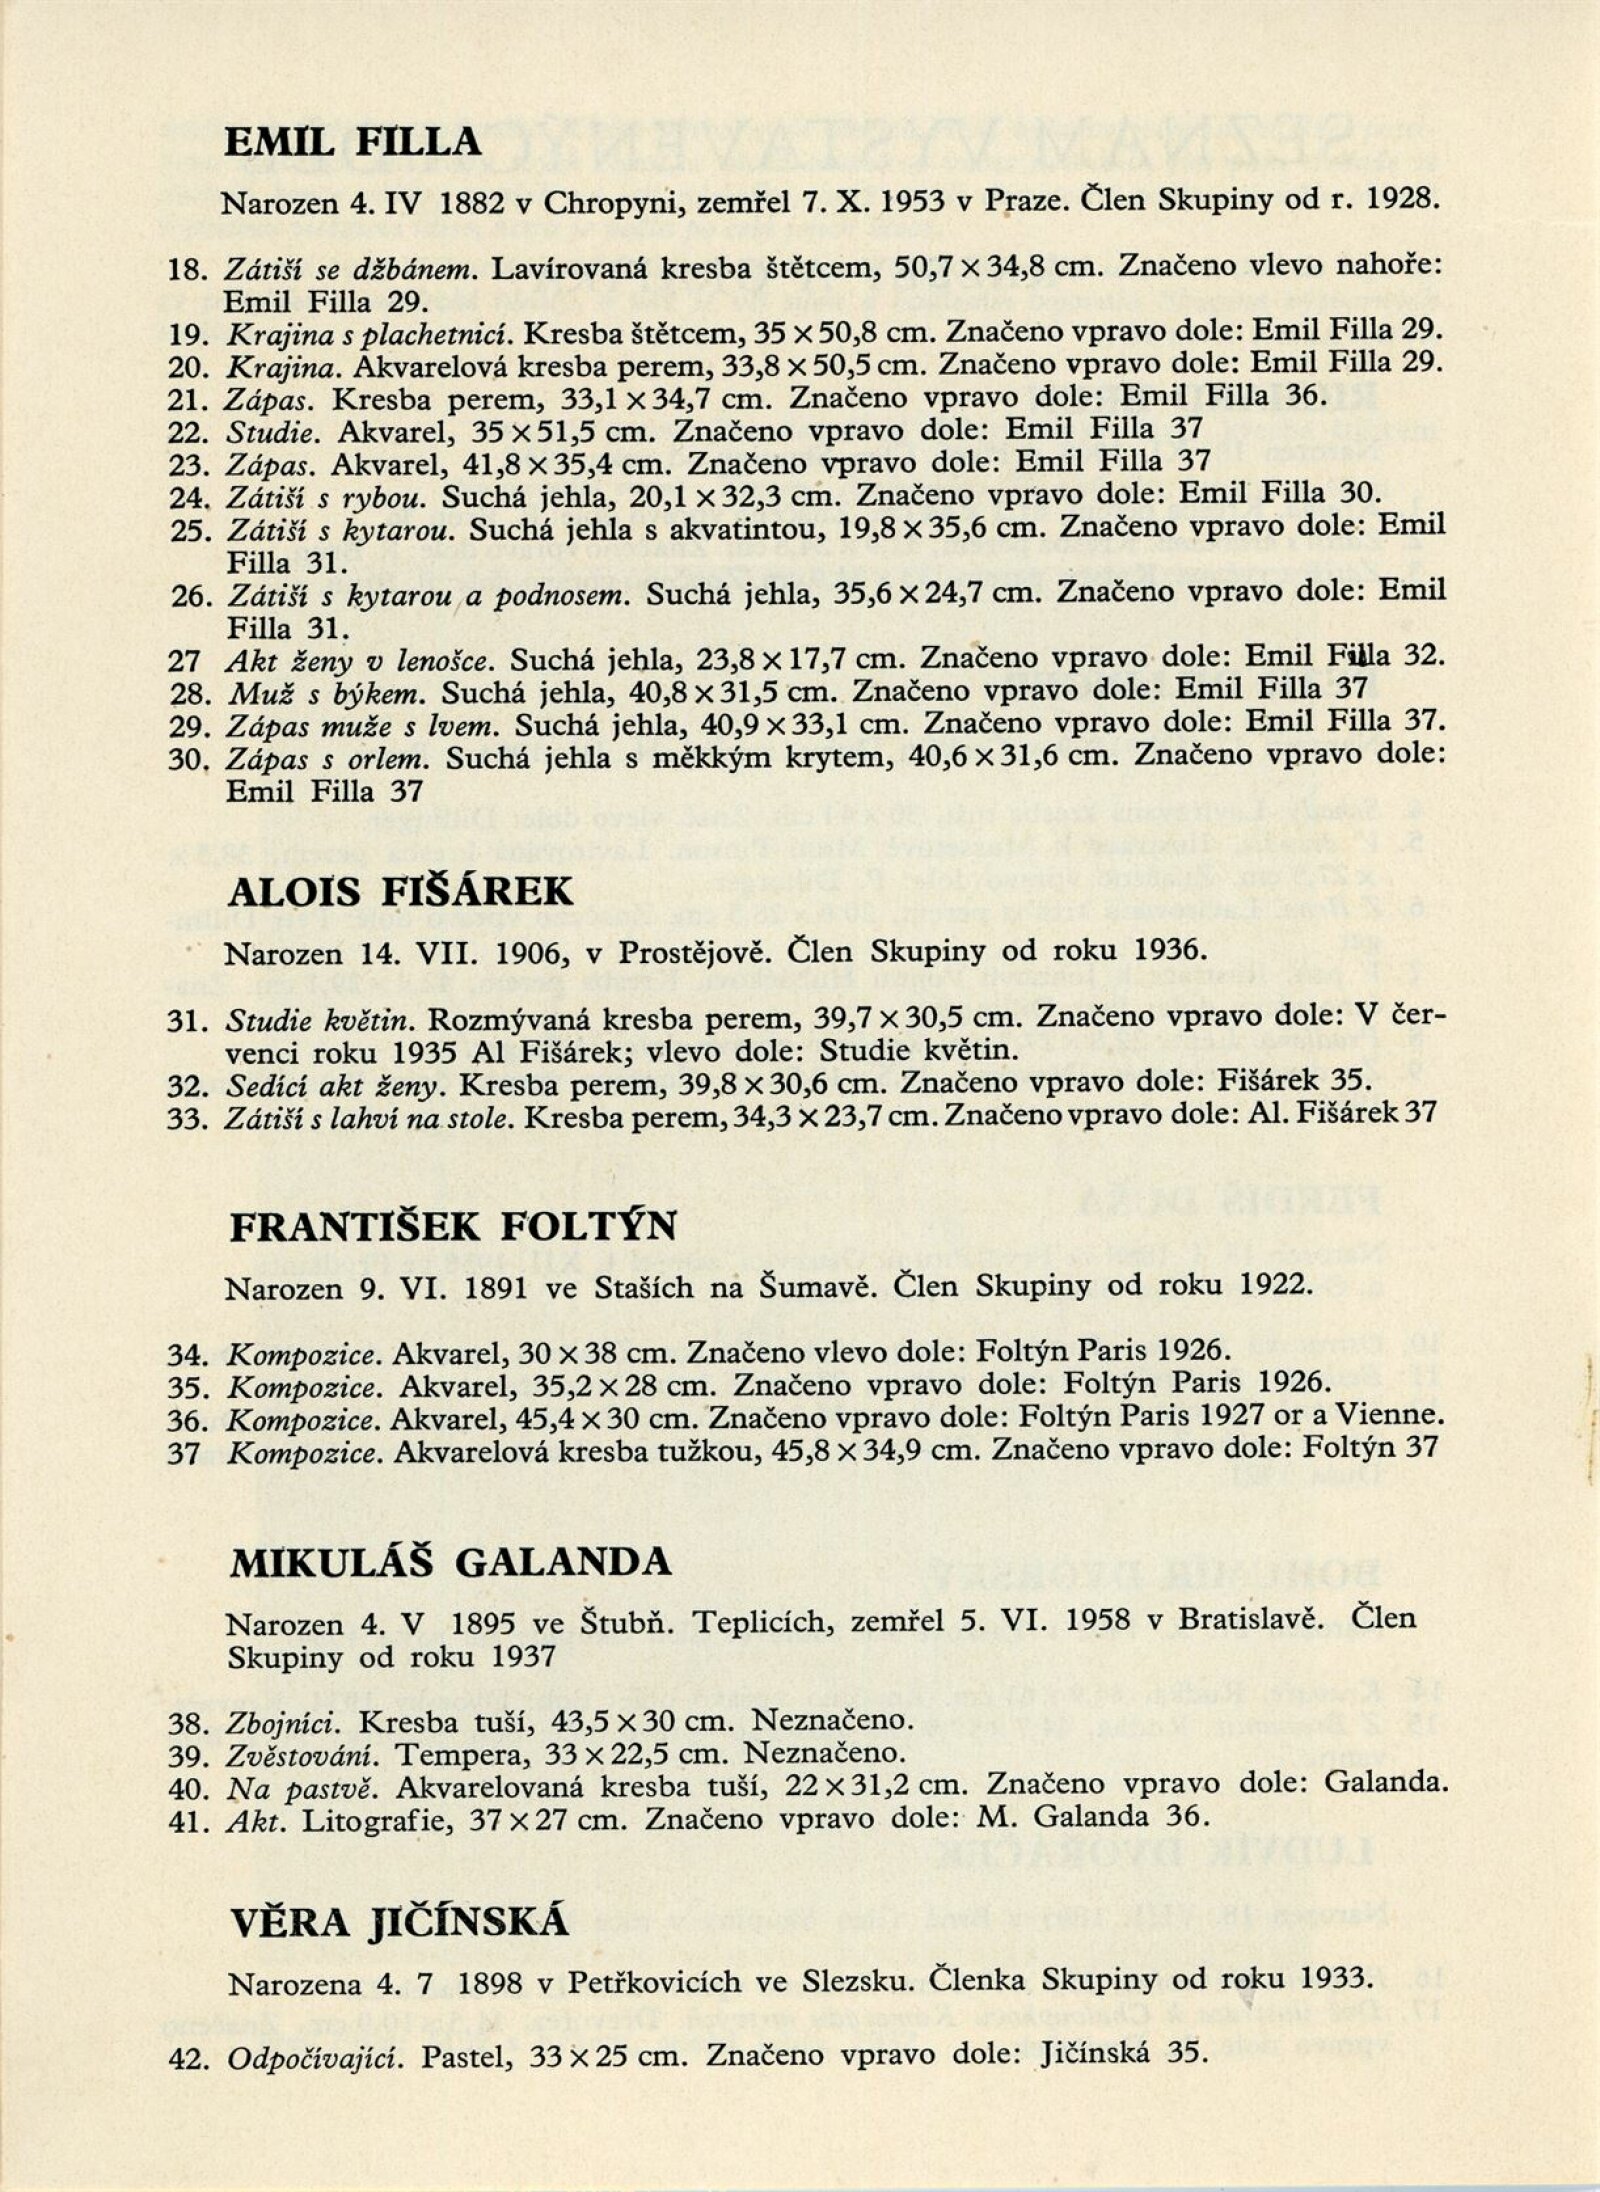 EMIL FILLA
Narozen 4. IV 1882 v Chropyni, zemřel 7. X. 1953 v Praze. Člen Skupiny od r. 1928.
18. Zátiší se džbánem. Lavírovaná kresba štětcem, 50,7 × 34,8 cm. Značeno vlevo nahoře:
Emil Filla 29.
19. Krajina s plachetnicí. Kresba štětcem, 35 × 50,8 cm. Značeno vpravo dole: Emil Filla 29.
20. Krajina. Akvarelová kresba perem, 33,8 × 50,5 cm. Značeno vpravo dole: Emil Filla 29.
21. Zápas. Kresba perem, 33,1 × 34,7 cm. Značeno vpravo dole: Emil Filla 36.
22. Studie. Akvarel, 35 × 51,5 cm. Značeno vpravo dole: Emil Filla 37
23. Zápas. Akvarel, 41,8 × 35,4 cm. Značeno vpravo dole: Emil Filla 37
24. Zátiší s rybou. Suchá jehla, 20,1 × 32,3 cm. Značeno vpravo dole: Emil Filla 30.
25. Zátiší s kytarou. Suchá jehla s akvatintou, 19,8 × 35,6 cm. Značeno vpravo dole: Emil
Filla 31.
26. Zátiší s kytarou a podnosem. Suchá jehla, 35,6 × 24,7 cm. Značeno vpravo dole: Emil
Filla 31.
27 Akt ženy v lenošce. Suchá jehla, 23,8 × 17,7 cm. Značeno vpravo dole: Emil Filla 32.
28. Muž s býkem. Suchá jehla, 40,8 × 31,5 cm. Značeno vpravo dole: Emil Filla 37
29. Zápas muže s lvem. Suchá jehla, 40,9 × 33,1 cm. Značeno vpravo dole: Emil Filla 37.
30. Zápas s orlem. Suchá jehla s měkkým krytem, 40,6 × 31,6 cm. Značeno vpravo dole:
Emil Filla 37
ALOIS FIŠÁREK
Narozen 14. VII. 1906, v Prostějově. Člen Skupiny od roku 1936.
31. Studie květin. Rozmývaná kresba perem, 39,7 × 30,5 cm. Značeno vpravo dole: V čer-
venci roku 1935 Al Fišárek; vlevo dole: Studie květin.
32. Sedící akt ženy. Kresba perem, 39,8 × 30,6 cm. Značeno vpravo dole: Fišárek 35.
33. Zátiší s lahví na stole. Kresba perem, 34,3 × 23,7 cm. Značeno vpravo dole: Al. Fišárek 37
FRANTIŠEK FOLTÝN
Narozen 9. VI. 1891 ve Staších na Šumavě. Člen Skupiny od roku 1922.
34. Kompozice. Akvarel, 30 × 38 cm. Značeno vlevo dole: Foltýn Paris 1926.
35. Kompozice. Akvarel, 35,2 × 28 cm. Značeno vpravo dole: Foltýn Paris 1926.
36. Kompozice. Akvarel, 45,4 × 30 cm. Značeno vpravo dole: Foltýn Paris 1927 or a Vienne.
37 Kompozice. Akvarelová kresba tužkou, 45,8 × 34,9 cm. Značeno vpravo dole: Foltýn 37
MIKULÁŠ GALANDA
Narozen 4. V 1895 ve Štubň. Teplicích, zemřel 5. VI. 1958 v Bratislavě. Člen
Skupiny od roku 1937
38. Zbojníci. Kresba tuší, 43,5 × 30 cm. Neznačeno.
39. Zvěstování. Tempera, 33 × 22,5 cm. Neznačeno.
40. Na pastvě. Akvarelovaná kresba tuší, 22 × 31,2 cm. Značeno vpravo dole: Galanda.
41. Akt. Litografie, 37 × 27 cm. Značeno vpravo dole: M. Galanda 36.
VĚRA JIČÍNSKÁ
Narozena 4. 7 1898 v Petřkovicích ve Slezsku. Členka Skupiny od roku 1933.
42. Odpočívající. Pastel, 33 × 25 cm. Značeno vpravo dole: Jičínská 35.